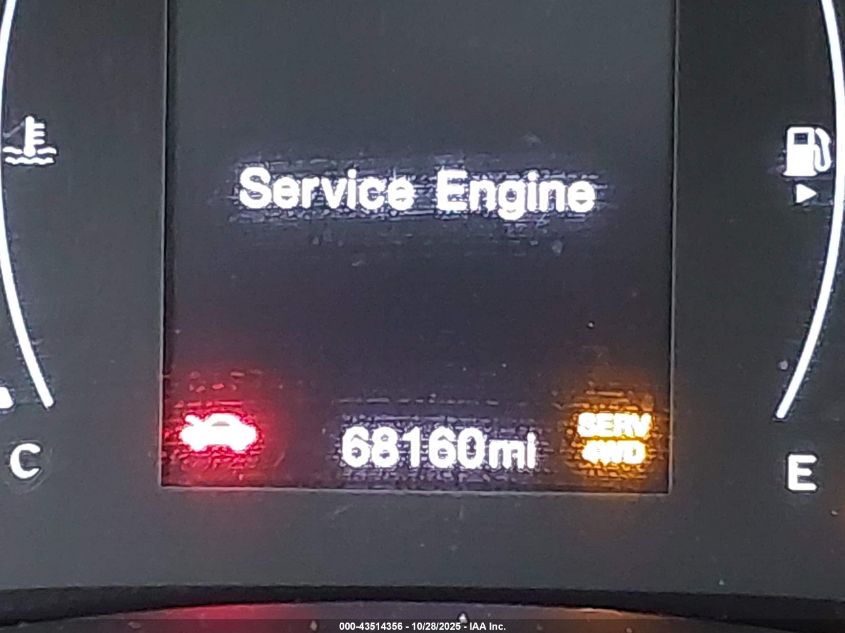 Service Engine
68160mi
SERV
4WD
C
E
000-43514356 - 10/28/2025 - IAA Inc.